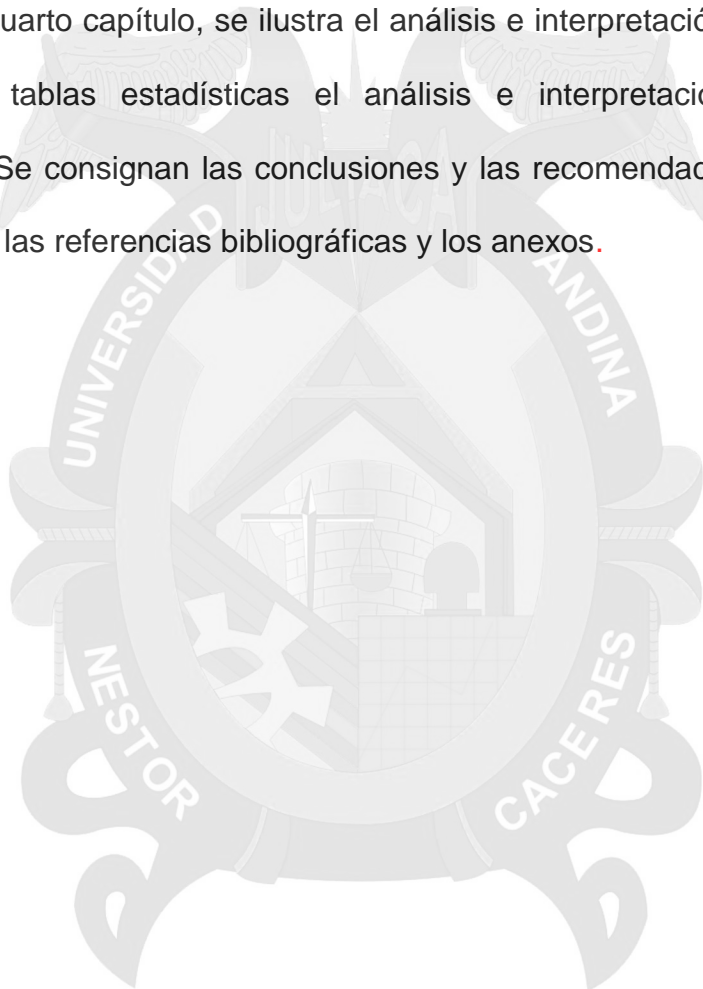 uarto capítulo, se ilustra el análisis e interpretació
tablas estadísticas el análisis e interpretaci
Se consignan las conclusiones y las recomendac
las referencias bibliográficas y los anexos.
UNIVERSIDAD ANDINA
JULIACA
NESTOR CACERES